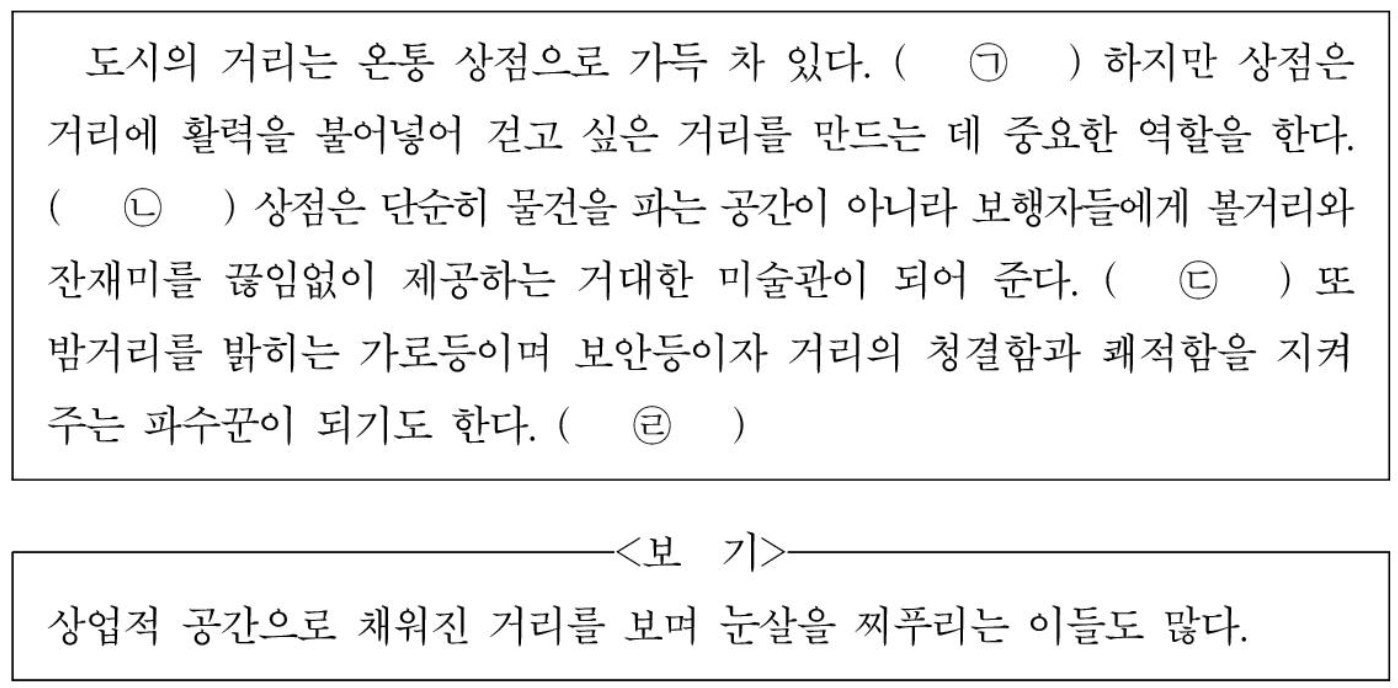 도시의 거리는 온통 상점으로 가득 차 있다. ( ㉠ ) 하지만 상점은
거리에 활력을 불어넣어 걷고 싶은 거리를 만드는 데 중요한 역할을 한다.
( ㉡ ) 상점은 단순히 물건을 파는 공간이 아니라 보행자들에게 볼거리와
잔재미를 끊임없이 제공하는 거대한 미술관이 되어 준다. ( ㉢ ) 또
밤거리를 밝히는 가로등이며 보안등이자 거리의 청결함과 쾌적함을 지켜
주는 파수꾼이 되기도 한다. ( ㉣ )
<보 기>
상업적 공간으로 채워진 거리를 보며 눈살을 찌푸리는 이들도 많다.